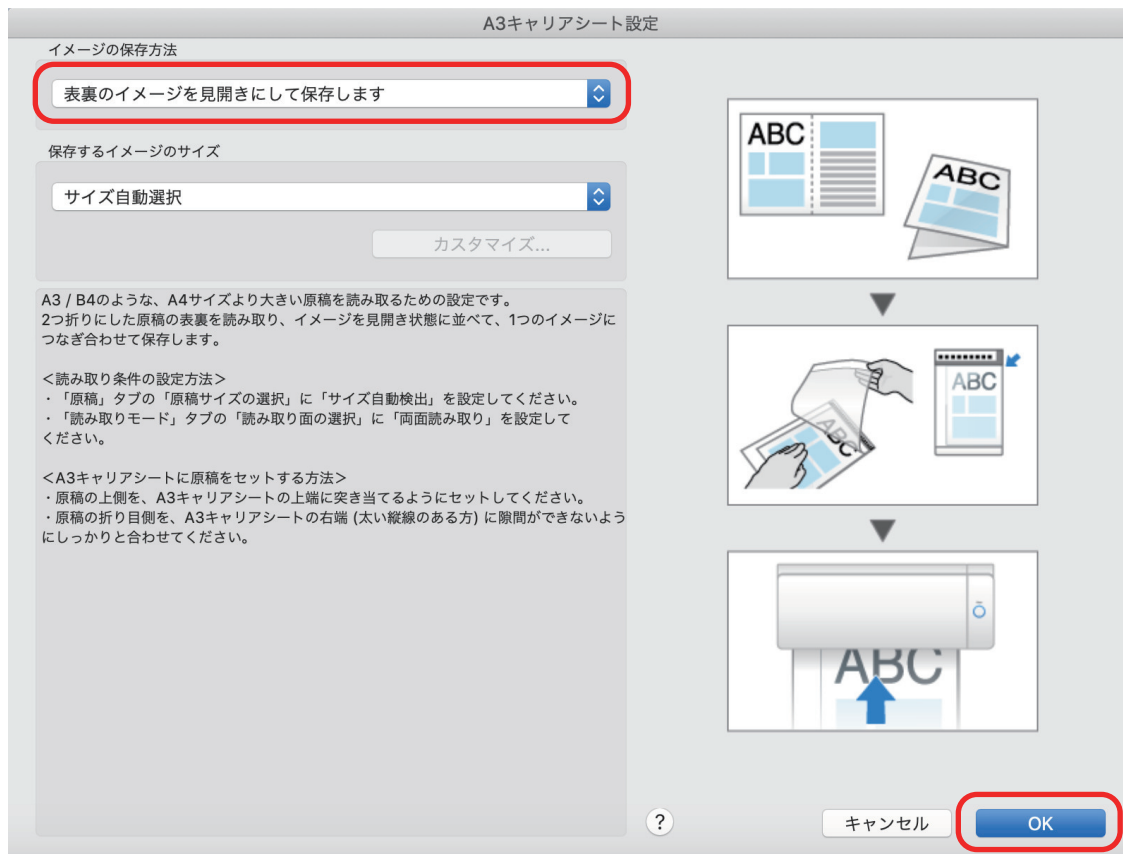 A3キャリアシート設定
イメージの保存方法
表裏のイメージを見開きにして保存します
保存するイメージのサイズ
サイズ自動選択
カスタマイズ...
A3 / B4のような、A4サイズより大きい原稿を読み取るための設定です。
2つ折りにした原稿の表裏を読み取り、イメージを見開き状態に並べて、1つのイメージに
つなぎ合わせて保存します。
<読み取り条件の設定方法>
・「原稿」タブの「原稿サイズの選択」に「サイズ自動検出」を設定してください。
・「読み取りモード」タブの「読み取り面の選択」に「両面読み取り」を設定して
ください。
<A3キャリアシートに原稿をセットする方法>
・原稿の上側を、A3キャリアシートの上端に突き当てるようにセットしてください。
・原稿の折り目側を、A3キャリアシートの右端 (太い縦線のある方) に隙間ができないよう
にしっかりと合わせてください。
ABC
ABC
ABC
ABC
ABC
?
キャンセル
OK